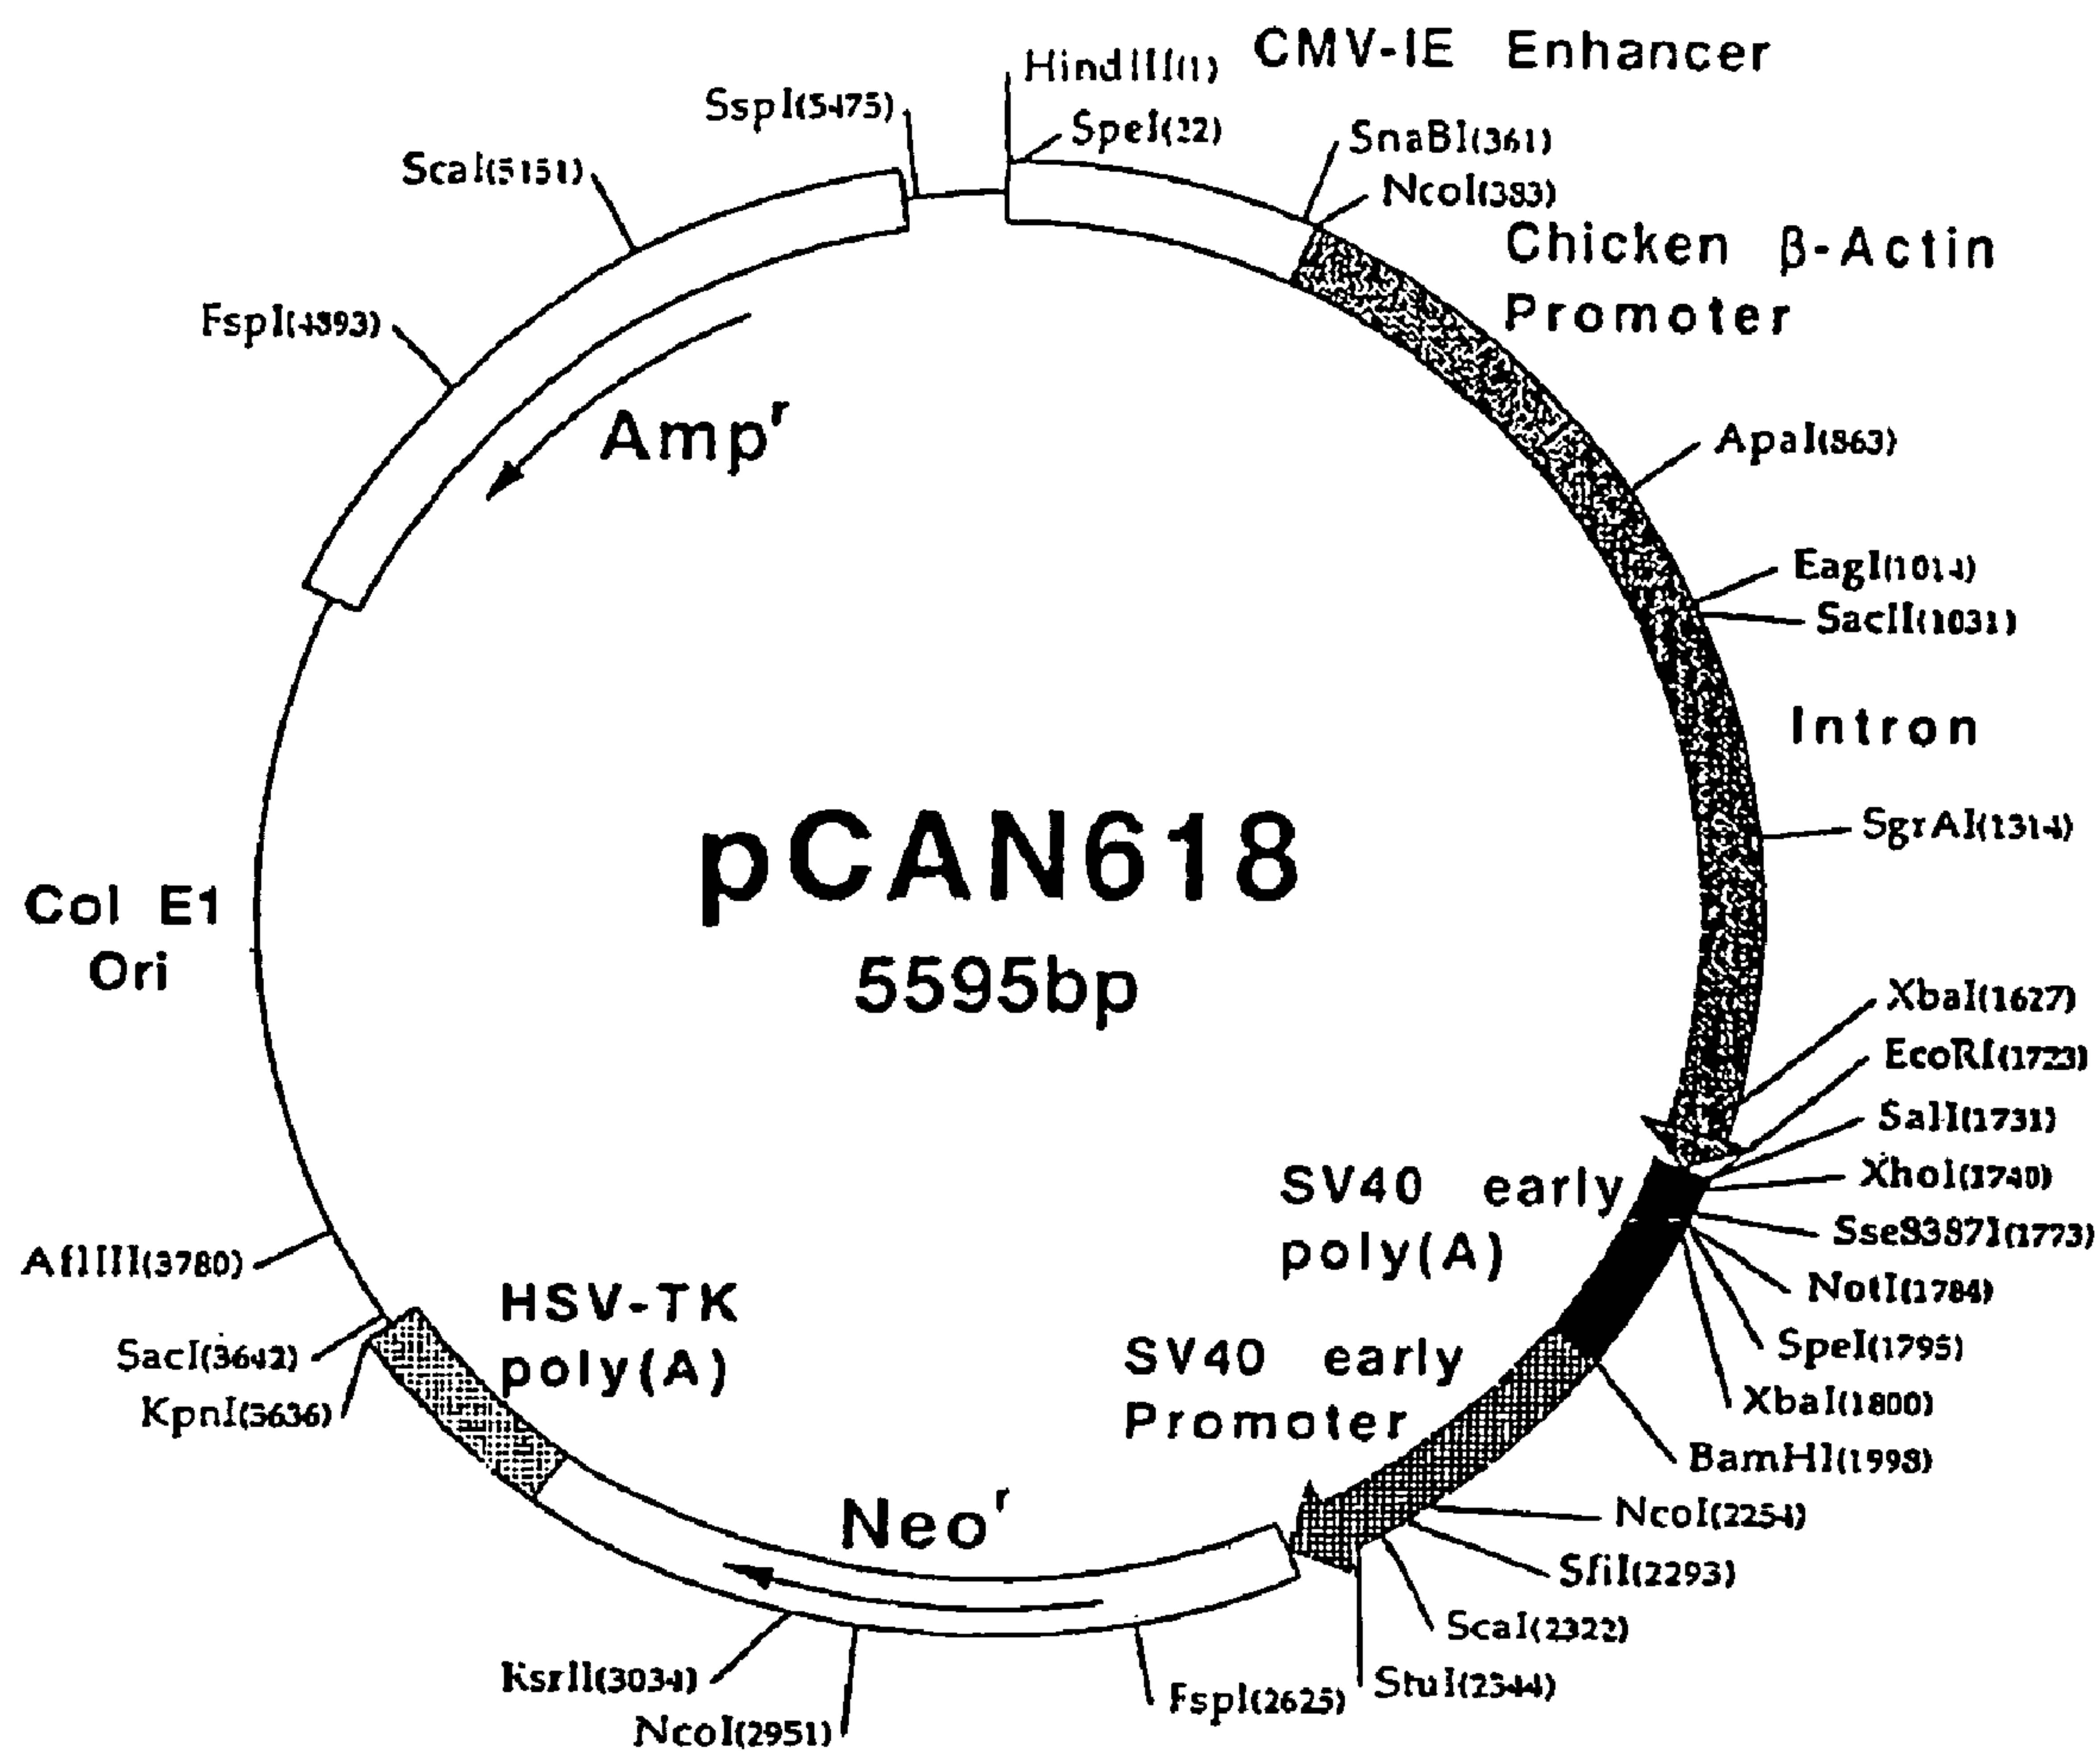 CMV-IE Enhancer
HindIII(1)
SpeI(22)
SnaBI(361)
NcoI(383)
Chicken β-Actin
Promoter
ApaI(863)
EagI(1014)
SacII(1031)
Intron
SgrAI(1314)
XbaI(1627)
EcoRI(1723)
SalI(1731)
XhoI(1740)
Sse8387I(1773)
NotI(1784)
SpeI(1795)
XbaI(1800)
BamHI(1998)
NcoI(2254)
SfiI(2293)
ScaI(2322)
StuI(2344)
FspI(2625)
NcoI(2951)
KsrII(3034)
KpnI(3636)
SacI(3642)
AflIII(3780)
Col E1
Ori
FspI(4893)
ScaI(5151)
SspI(5475)
Ampʳ
pCAN618
5595bp
SV40 early
poly(A)
SV40 early
Promoter
HSV-TK
poly(A)
Neoʳ